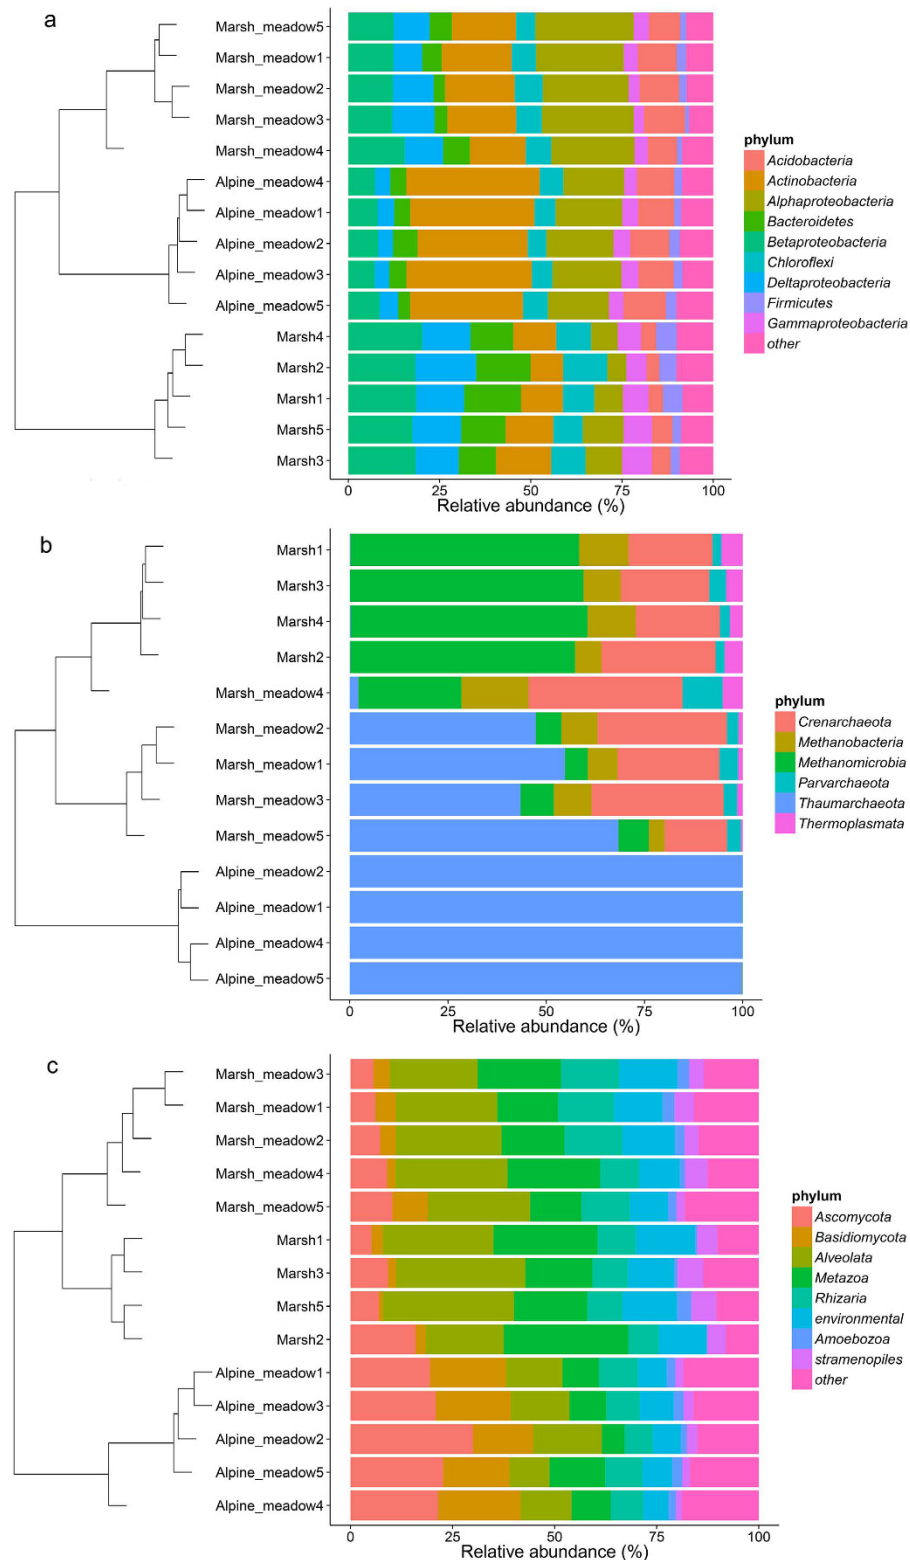 a
Marsh_meadow5
Marsh_meadow1
Marsh_meadow2
Marsh_meadow3
Marsh_meadow4
Alpine_meadow4
Alpine_meadow1
Alpine_meadow2
Alpine_meadow3
Alpine_meadow5
Marsh4
Marsh2
Marsh1
Marsh5
Marsh3
0 25 50 75 100
Relative abundance (%)
phylum
Acidobacteria
Actinobacteria
Alphaproteobacteria
Bacteroidetes
Betaproteobacteria
Chloroflexi
Deltaproteobacteria
Firmicutes
Gammaproteobacteria
other
b
Marsh1
Marsh3
Marsh4
Marsh2
Marsh_meadow4
Marsh_meadow2
Marsh_meadow1
Marsh_meadow3
Marsh_meadow5
Alpine_meadow2
Alpine_meadow1
Alpine_meadow4
Alpine_meadow5
0 25 50 75 100
Relative abundance (%)
phylum
Crenarchaeota
Methanobacteria
Methanomicrobia
Parvarchaeota
Thaumarchaeota
Thermoplasmata
c
Marsh_meadow3
Marsh_meadow1
Marsh_meadow2
Marsh_meadow4
Marsh_meadow5
Marsh1
Marsh3
Marsh5
Marsh2
Alpine_meadow1
Alpine_meadow3
Alpine_meadow2
Alpine_meadow5
Alpine_meadow4
0 25 50 75 100
Relative abundance (%)
phylum
Ascomycota
Basidiomycota
Alveolata
Metazoa
Rhizaria
environmental
Amoebozoa
stramenopiles
other